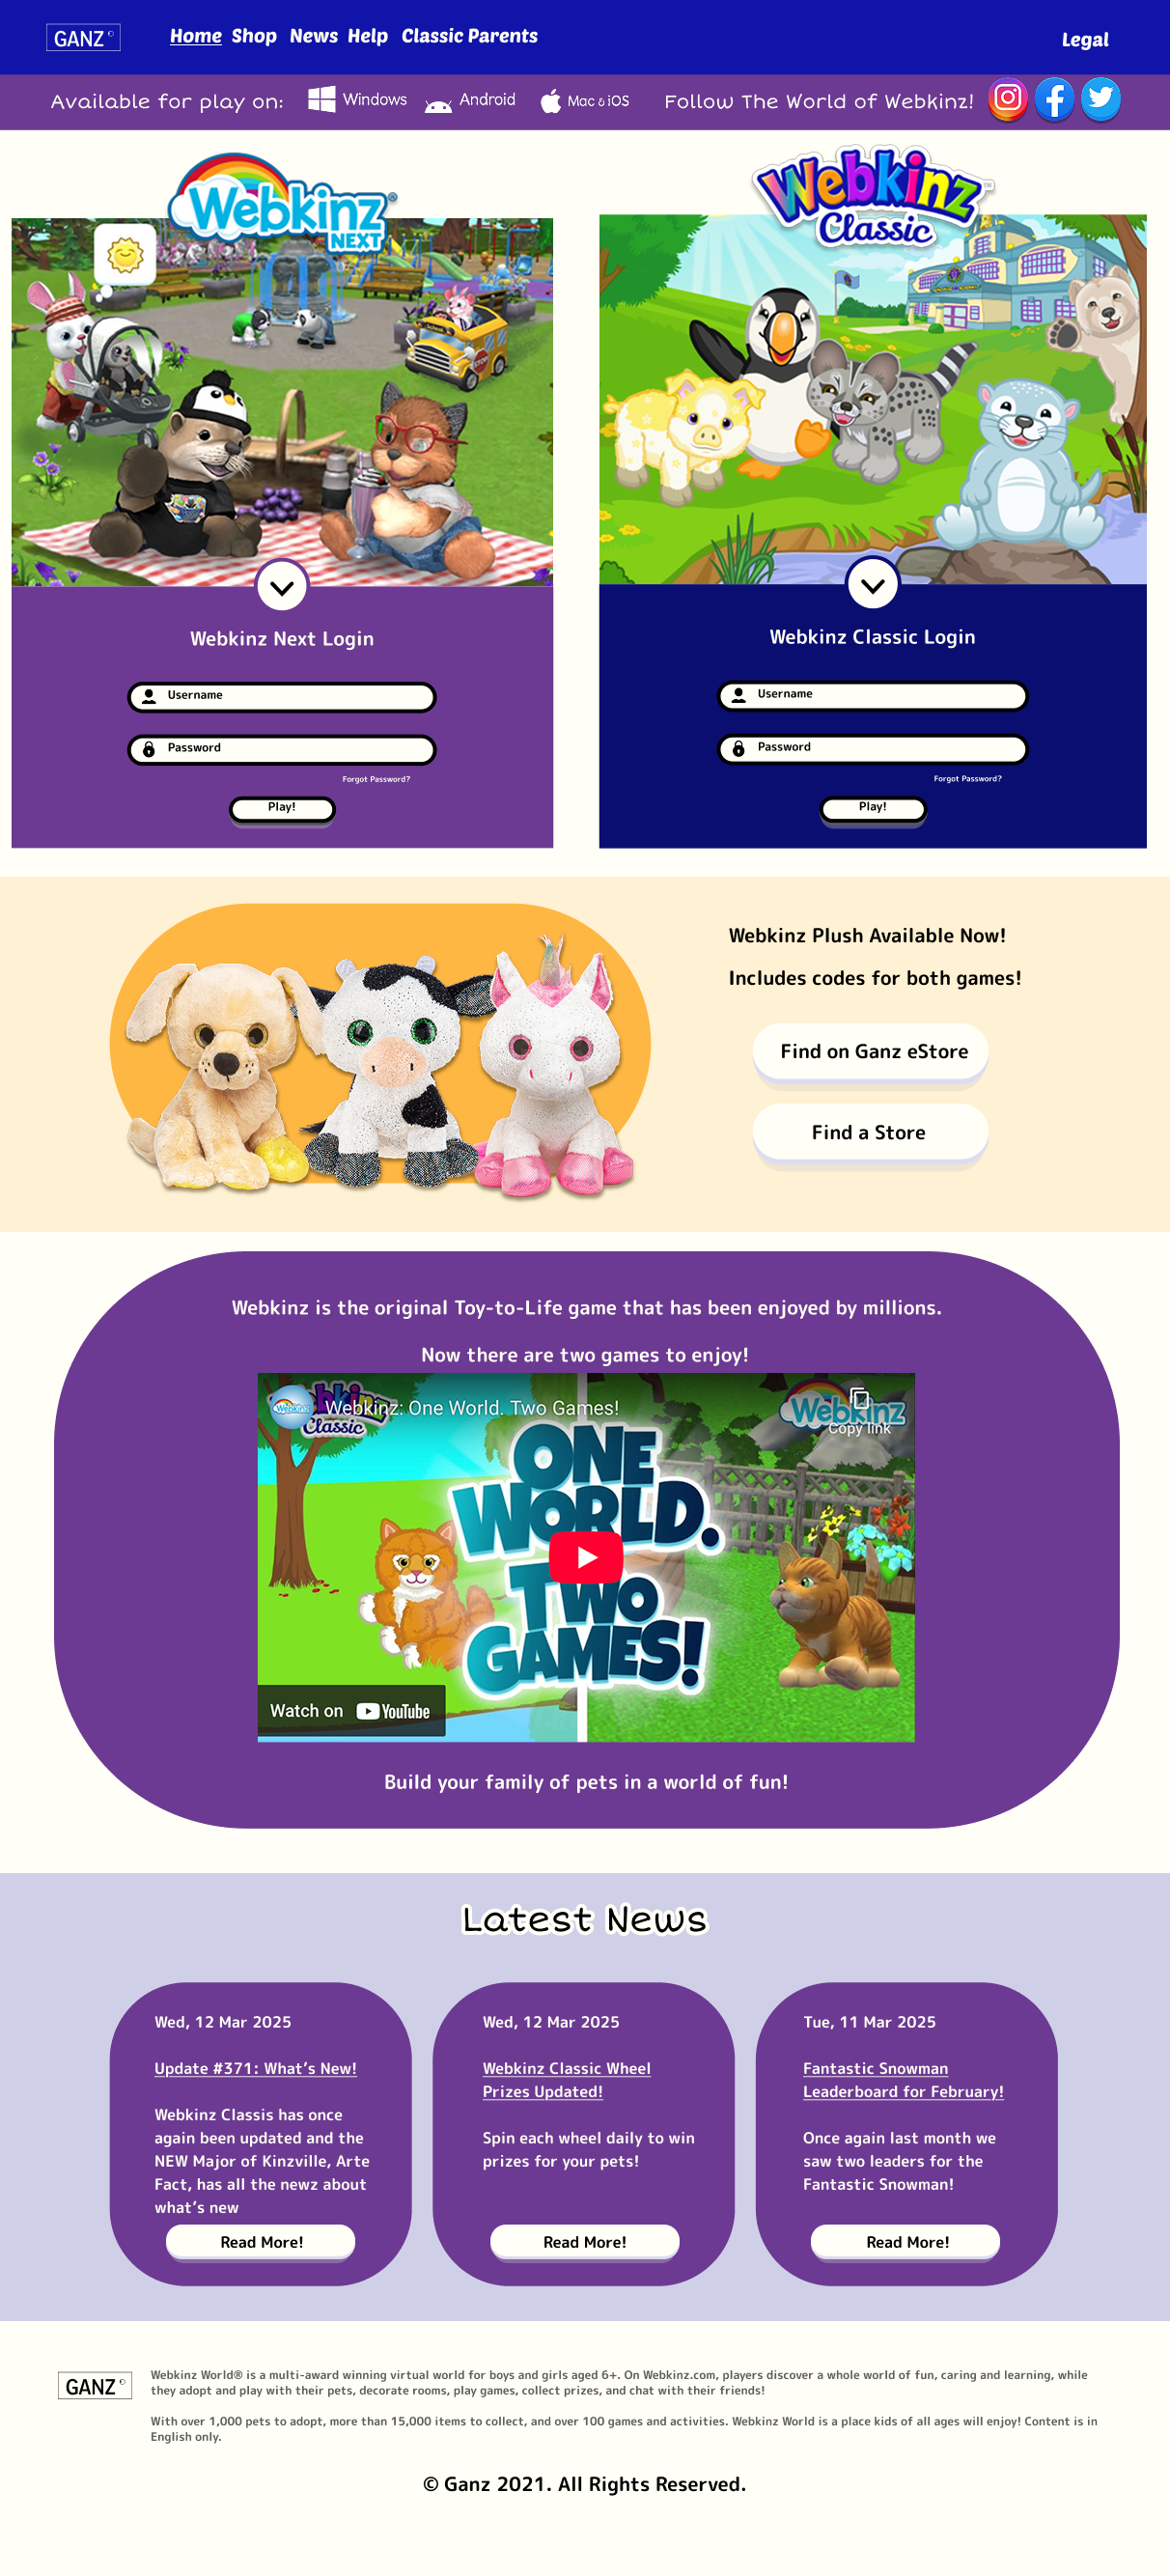 GANZ
Home Shop News Help Classic Parents
Legal
Available for play on:
Windows
Android
Mac & iOS
Follow The World of Webkinz!
Webkinz®
NEXT
Webkinz™
Classic
Webkinz Next Login
Username
Password
Forgot Password?
Play!
Webkinz Classic Login
Username
Password
Forgot Password?
Play!
Webkinz Plush Available Now!
Includes codes for both games!
Find on Ganz eStore
Find a Store
Webkinz is the original Toy-to-Life game that has been enjoyed by millions.
Now there are two games to enjoy!
Webkinz
Classic
Webkinz: One World. Two Games!
Webkinz
Copy link
ONE
WORLD.
TWO
GAMES!
Watch on YouTube
Build your family of pets in a world of fun!
Latest News
Wed, 12 Mar 2025
Update #371: What's New!
Webkinz Classis has once
again been updated and the
NEW Major of Kinzville, Arte
Fact, has all the newz about
what's new
Read More!
Wed, 12 Mar 2025
Webkinz Classic Wheel
Prizes Updated!
Spin each wheel daily to win
prizes for your pets!
Read More!
Tue, 11 Mar 2025
Fantastic Snowman
Leaderboard for February!
Once again last month we
saw two leaders for the
Fantastic Snowman!
Read More!
GANZ
Webkinz World® is a multi-award winning virtual world for boys and girls aged 6+. On Webkinz.com, players discover a whole world of fun, caring and learning, while
they adopt and play with their pets, decorate rooms, play games, collect prizes, and chat with their friends!
With over 1,000 pets to adopt, more than 15,000 items to collect, and over 100 games and activities. Webkinz World is a place kids of all ages will enjoy! Content is in
English only.
© Ganz 2021. All Rights Reserved.